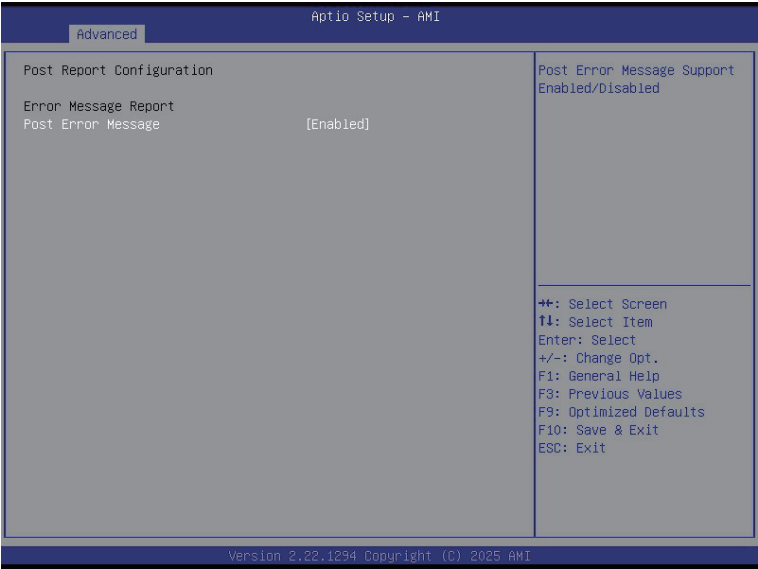 Aptio Setup - AMI
Advanced
Post Report Configuration
Error Message Report
Post Error Message [Enabled]
Post Error Message Support
Enabled/Disabled
→←: Select Screen
↑↓: Select Item
Enter: Select
+/-: Change Opt.
F1: General Help
F3: Previous Values
F9: Optimized Defaults
F10: Save & Exit
ESC: Exit
Version 2.22.1294 Copyright (C) 2025 AMI